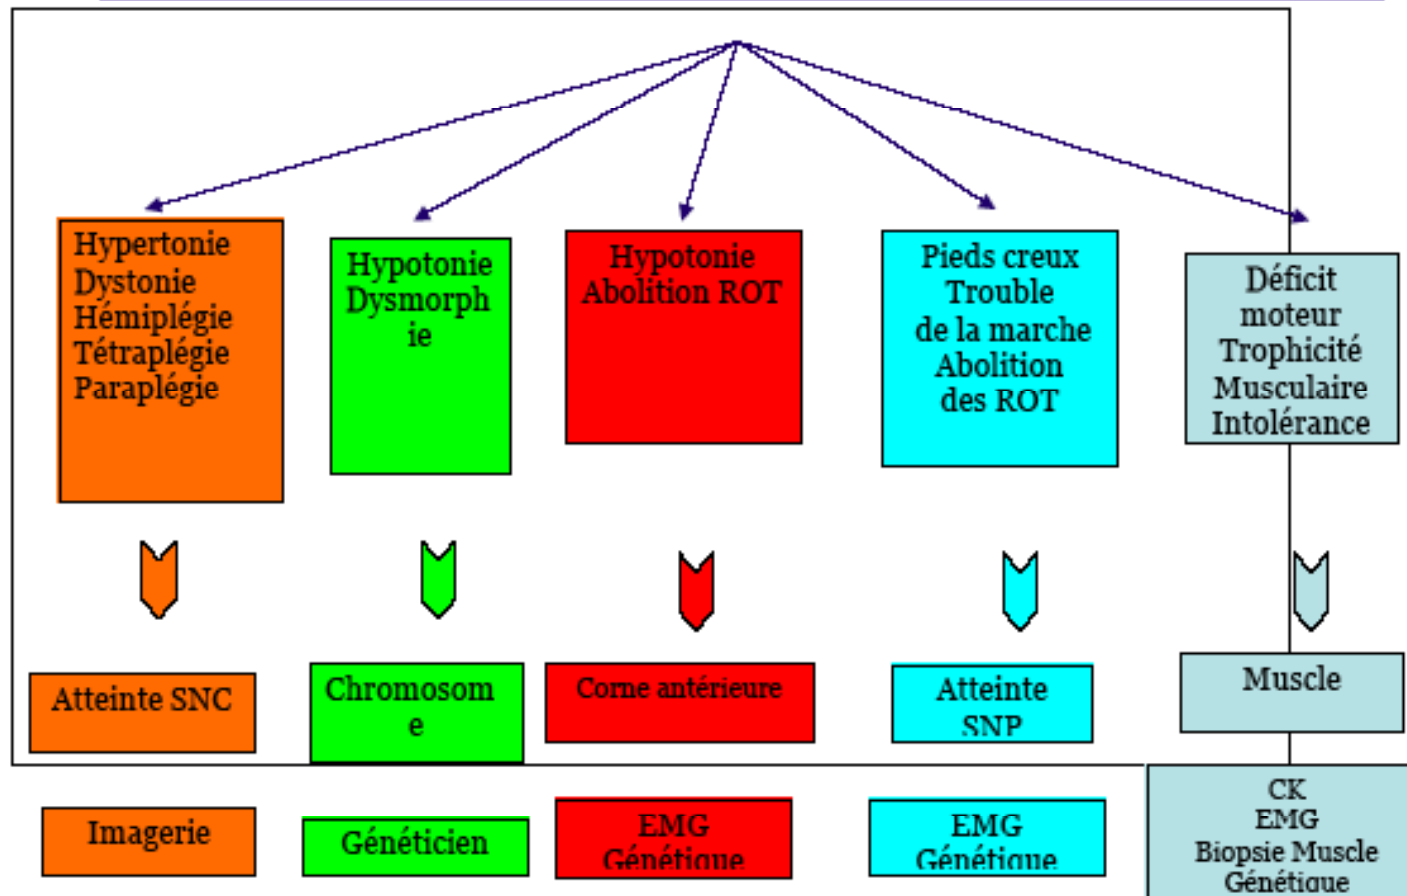 Hypertonie
Dystonie
Hémiplégie
Tétraplégie
Paraplégie
Hypotonie
Dysmorph
ie
Hypotonie
Abolition ROT
Pieds creux
Trouble
de la marche
Abolition
des ROT
Déficit
moteur
Trophicité
Musculaire
Intolérance
Atteinte SNC
Chromosom
e
Corne antérieure
Atteinte
SNP
Muscle
Imagerie
Généticien
EMG
Génétique
EMG
Génétique
CK
EMG
Biopsie Muscle
Génétique